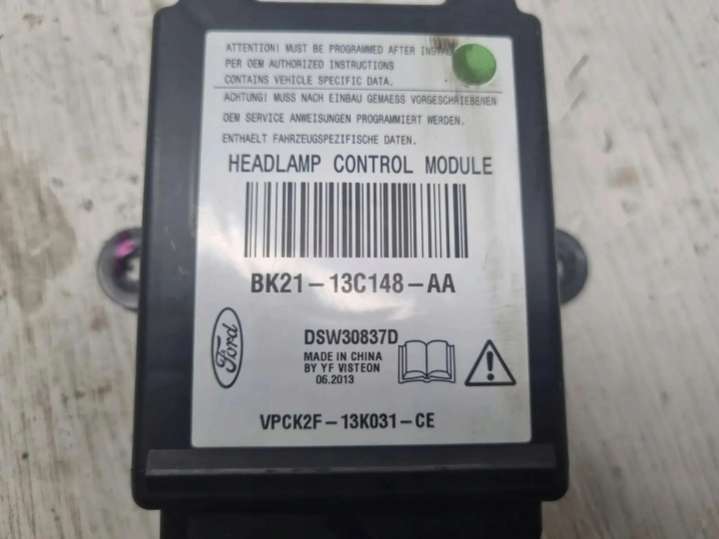 ATTENTION! MUST BE PROGRAMMED AFTER
PER OEM AUTHORIZED INSTRUCTIONS
CONTAINS VEHICLE SPECIFIC DATA.
ACHTUNG! MUSS NACH EINBAU GEMAESS VORGESCHRIEBENEN
OEM SERVICE ANWEISUNGEN PROGRAMMIERT WERDEN.
ENTHAELT FAHRZEUGSPEZIFISCHE DATEN.
HEADLAMP CONTROL MODULE
BK21-13C148-AA
Ford
DSW30837D
MADE IN CHINA
BY YF VISTEON
06.2013
VPCK2F-13K031-CE